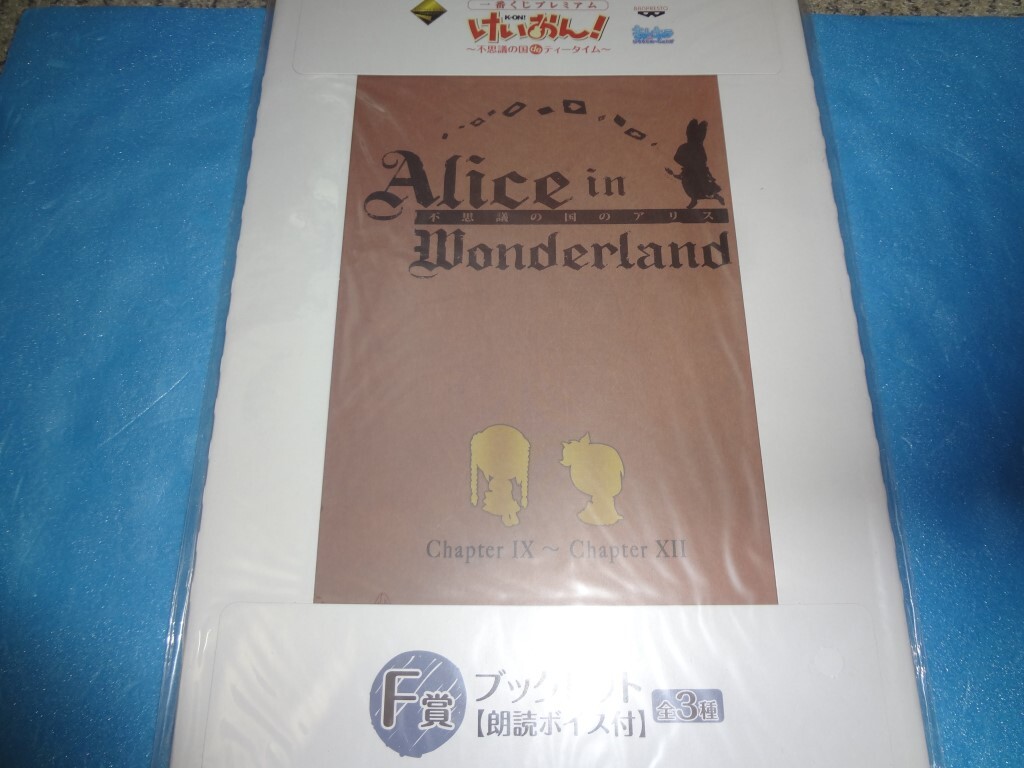 一番くじプレミアム
BANPRESTO
K-ON!
けいおん!
～不思議の国deティータイム～
Alice in
不思議の国のアリス
Wonderland
Chapter IX ～ Chapter XII
F賞
ブックレット
【朗読ボイス付】
全3種